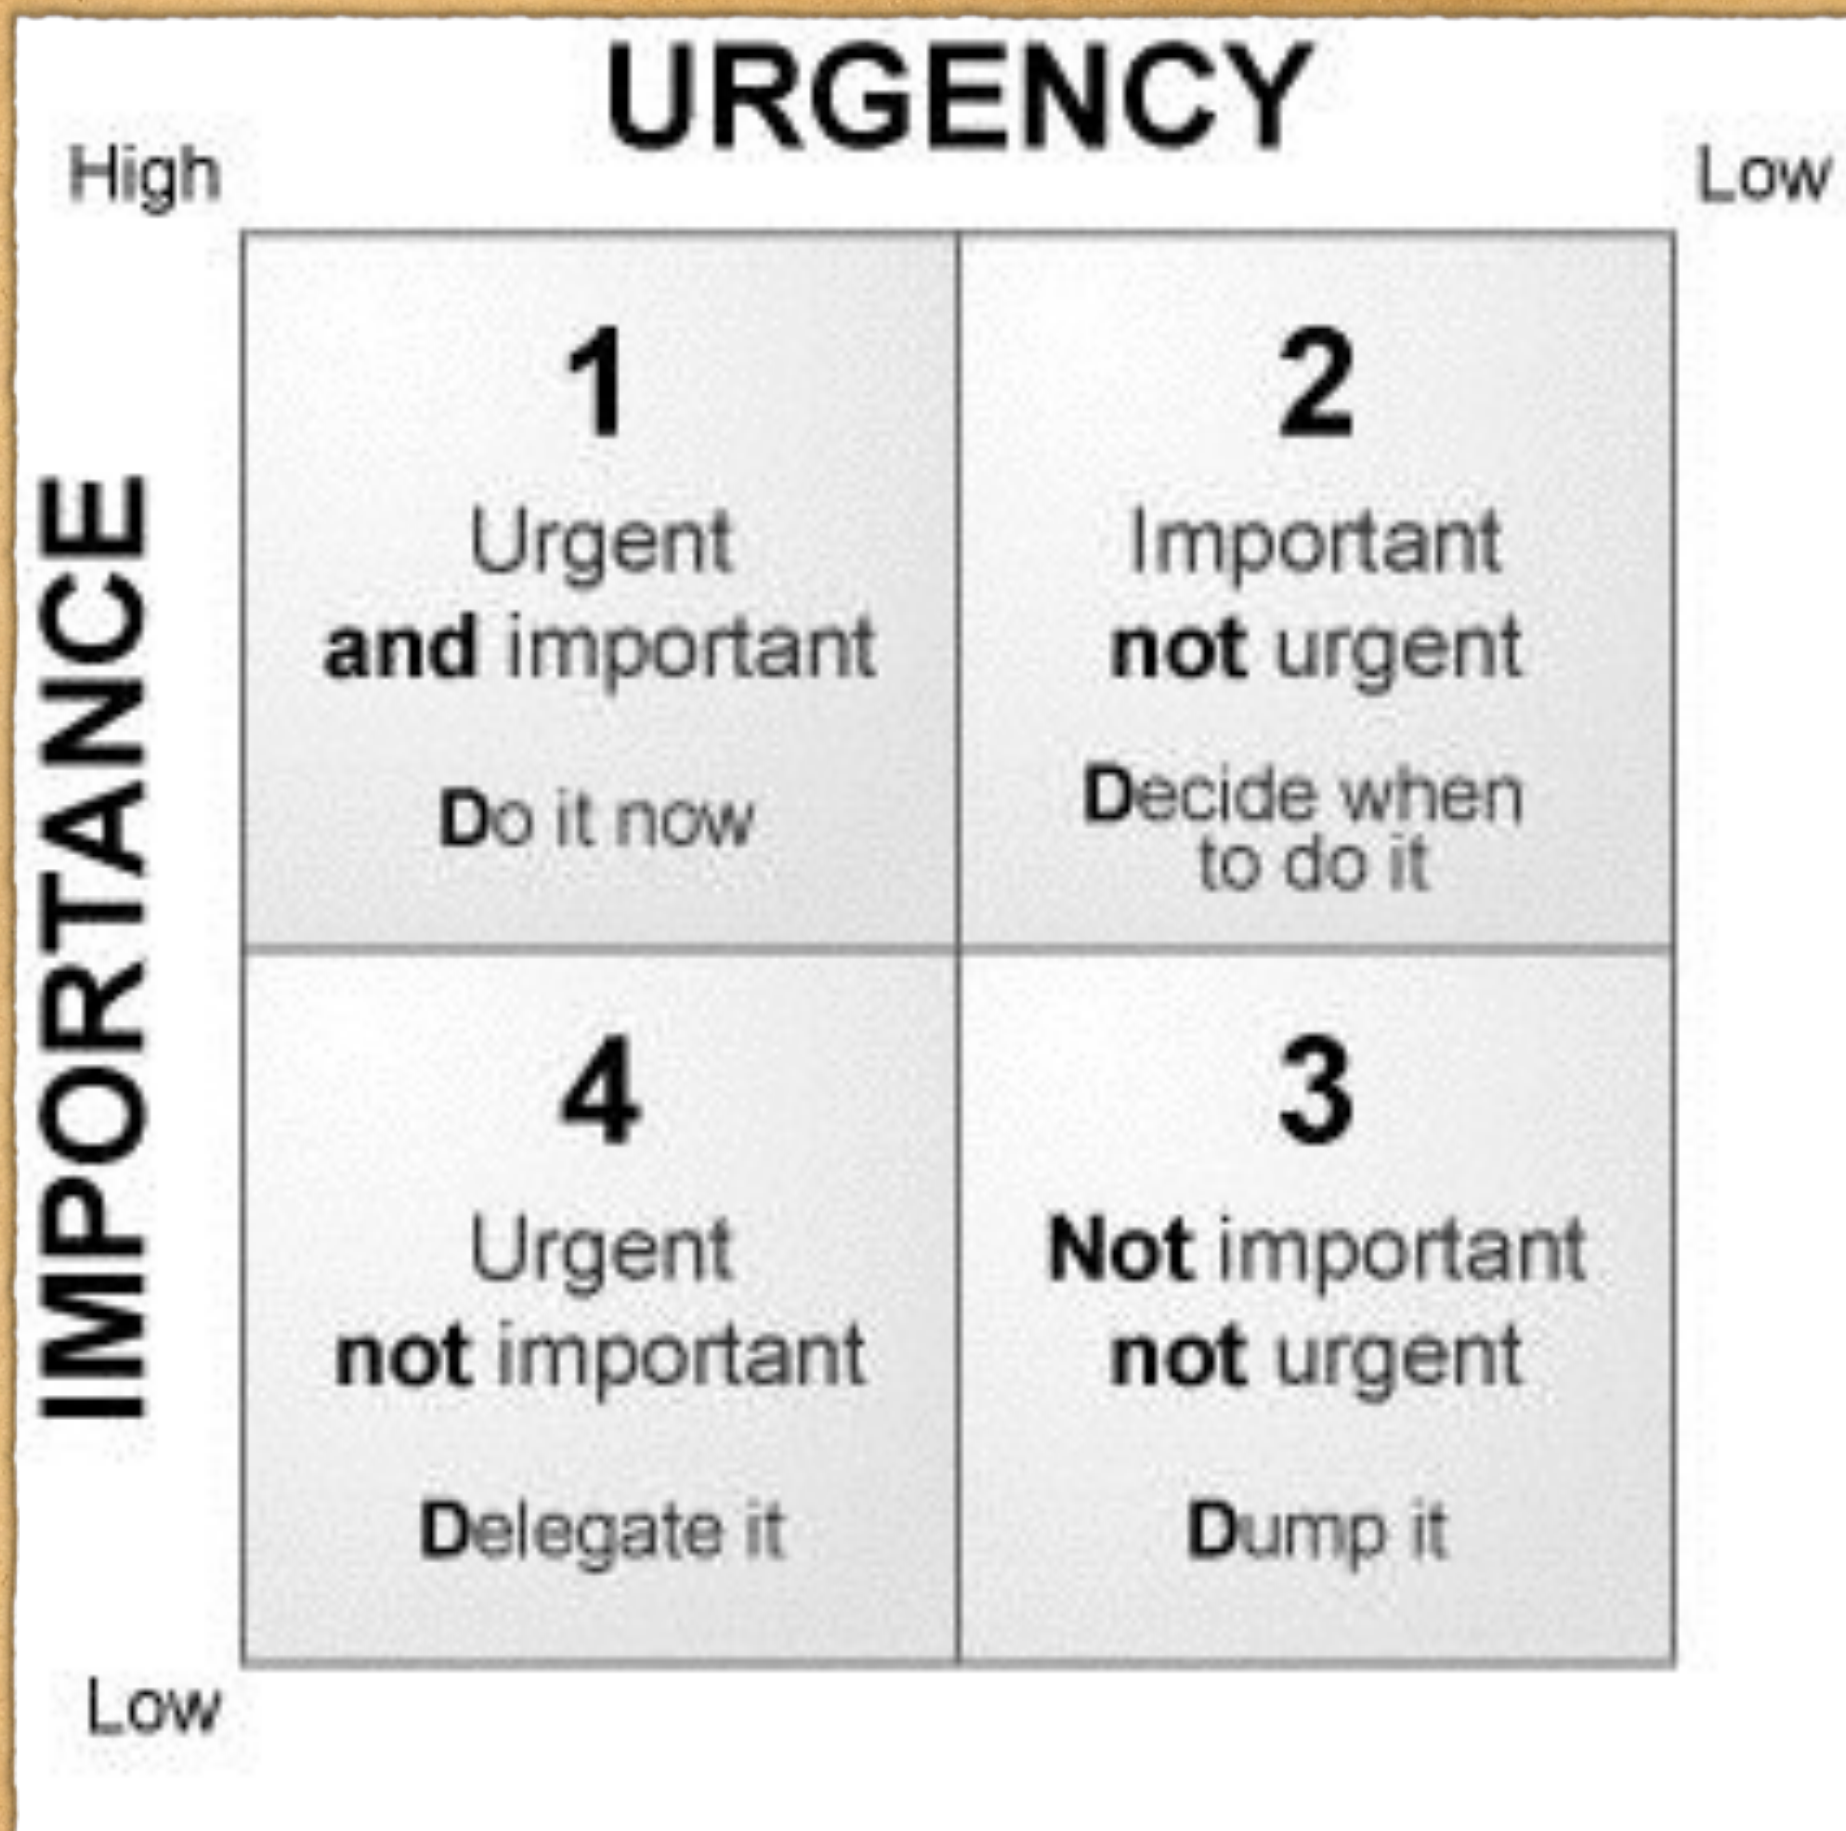 URGENCY
High
Low
IMPORTANCE
1
Urgent
and important
Do it now
2
Important
not urgent
Decide when
to do it
4
Urgent
not important
Delegate it
3
Not important
not urgent
Dump it
Low